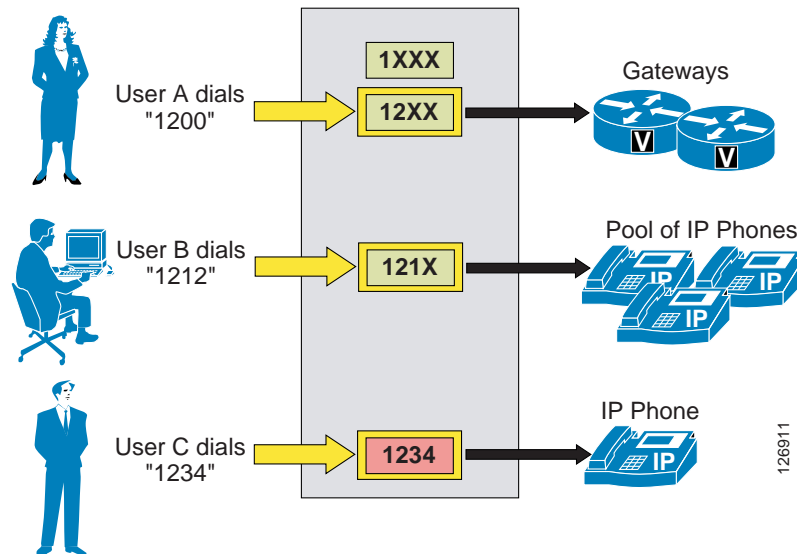 1XXX
User A dials
"1200"
12XX
Gateways
V
V
User B dials
"1212"
121X
Pool of IP Phones
IP
IP
IP
User C dials
"1234"
1234
IP Phone
IP
126911